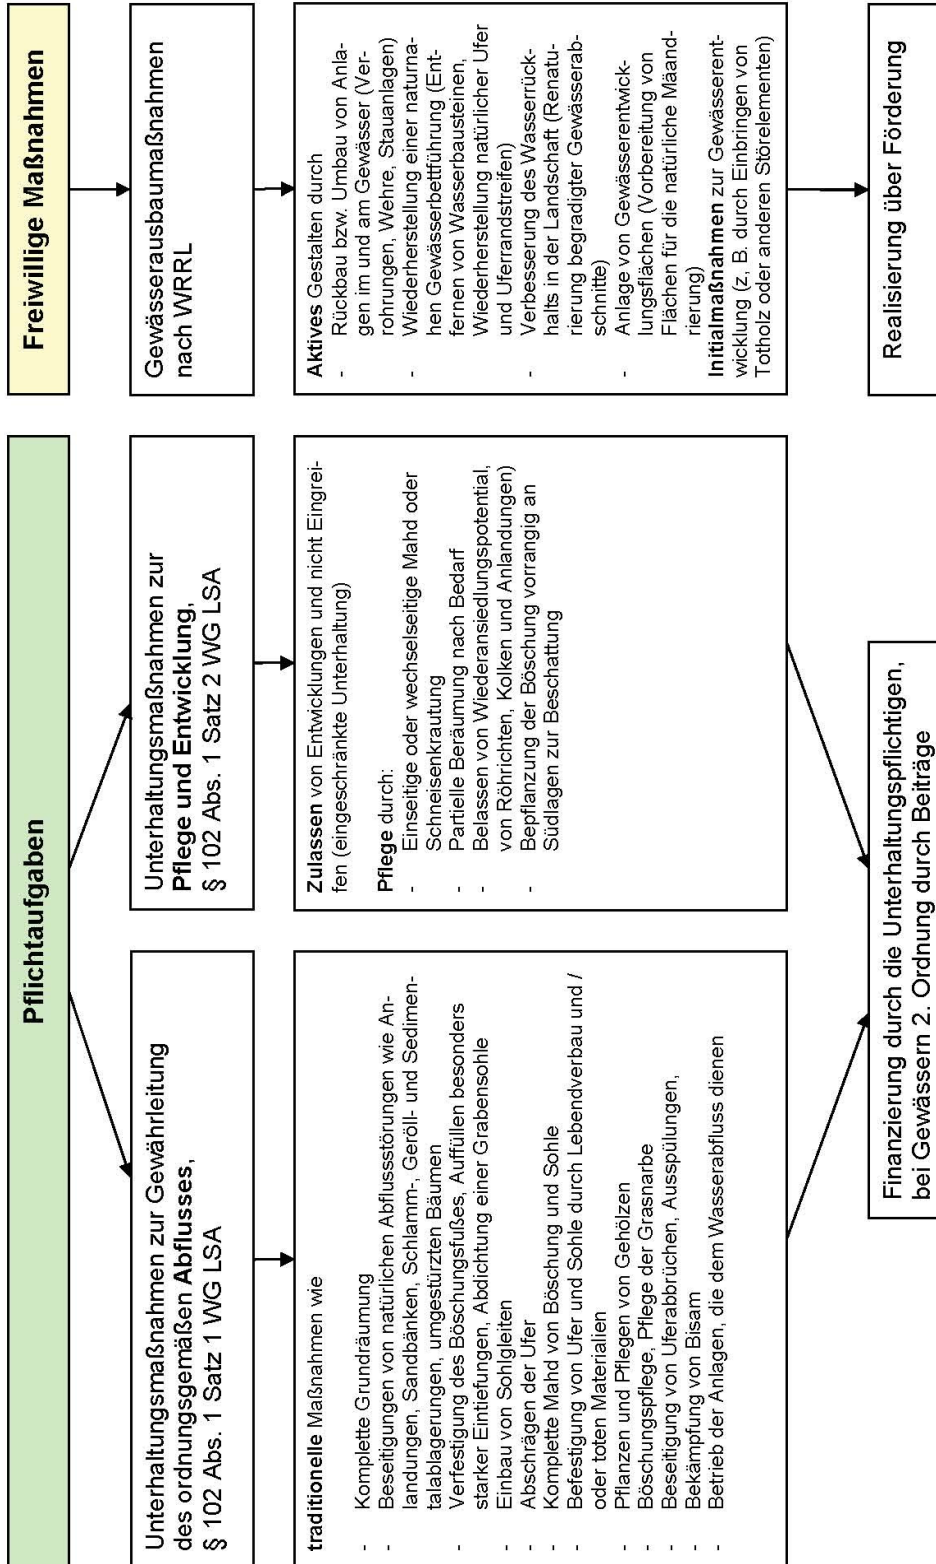 Pflichtaufgaben
Unterhaltungsmaßnahmen zur Gewährleitung
des ordnungsgemäßen Abflusses,
§ 102 Abs. 1 Satz 1 WG LSA
traditionelle Maßnahmen wie
- Komplette Grundräumung
- Beseitigungen von natürlichen Abflussstörungen wie An-
landungen, Sandbänken, Schlamm-, Geröll- und Sedimen-
talablagerungen, umgestürzten Bäumen
- Verfestigung des Böschungsfußes, Auffüllen besonders
starker Eintiefungen, Abdichtung einer Grabensohle
- Einbau von Sohlgleiten
- Abschrägen der Ufer
- Komplette Mahd von Böschung und Sohle
- Befestigung von Ufer und Sohle durch Lebendverbau und /
oder toten Materialien
- Pflanzen und Pflegen von Gehölzen
- Böschungspflege, Pflege der Grasnarbe
- Beseitigung von Uferabbrüchen, Ausspülungen,
- Bekämpfung von Bisam
- Betrieb der Anlagen, die dem Wasserabfluss dienen
Unterhaltungsmaßnahmen zur
Pflege und Entwicklung,
§ 102 Abs. 1 Satz 2 WG LSA
Zulassen von Entwicklungen und nicht Eingrei-
fen (eingeschränkte Unterhaltung)
Pflege durch:
- Einseitige oder wechselseitige Mahd oder
Schneisenkrautung
- Partielle Beräumung nach Bedarf
- Belassen von Wiederansiedlungspotential,
von Röhrichten, Kolken und Anlandungen)
- Bepflanzung der Böschung vorrangig an
Südlagen zur Beschattung
Finanzierung durch die Unterhaltungspflichtigen,
bei Gewässern 2. Ordnung durch Beiträge
Freiwillige Maßnahmen
Gewässerausbaumaßnahmen
nach WRRL
Aktives Gestalten durch
- Rückbau bzw. Umbau von Anla-
gen im und am Gewässer (Ver-
rohrungen, Wehre, Stauanlagen)
- Wiederherstellung einer naturna-
hen Gewässerbettführung (Ent-
fernen von Wasserbausteinen,
Wiederherstellung natürlicher Ufer
und Uferrandstreifen)
- Verbesserung des Wasserrück-
halts in der Landschaft (Renatu-
rierung begradigter Gewässerab-
schnitte)
- Anlage von Gewässerentwick-
lungsflächen (Vorbereitung von
Flächen für die natürliche Mäand-
rierung)
Initialmaßnahmen zur Gewässerent-
wicklung (z. B. durch Einbringen von
Totholz oder anderen Störelementen)
Realisierung über Förderung